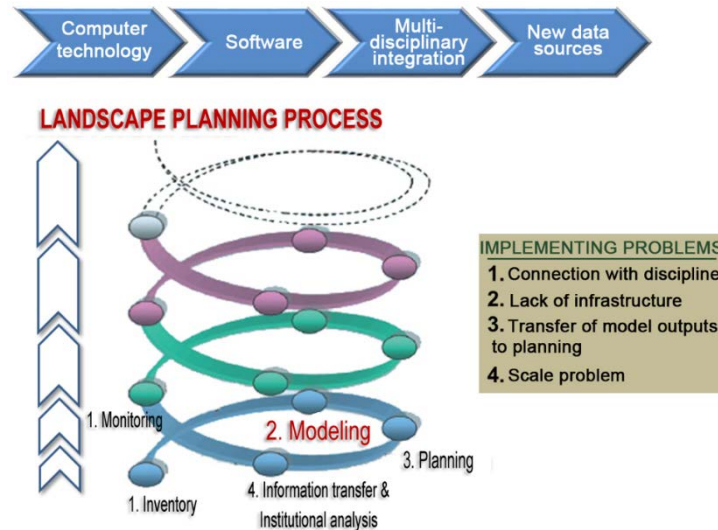 Computer
technology
Software
Multi-
disciplinary
integration
New data
sources
LANDSCAPE PLANNING PROCESS
IMPLEMENTING PROBLEMS
1. Connection with discipline
2. Lack of infrastructure
3. Transfer of model outputs
to planning
4. Scale problem
1. Monitoring
2. Modeling
3. Planning
1. Inventory
4. Information transfer &
Institutional analysis